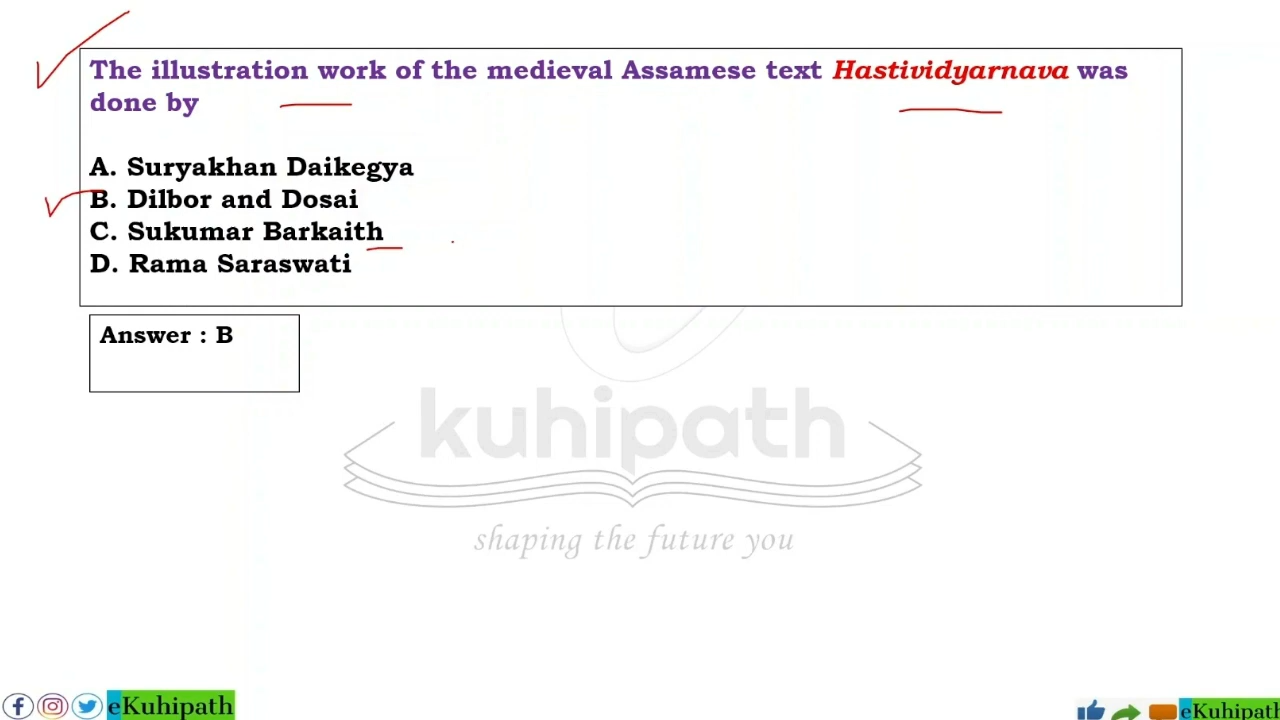 The illustration work of the medieval Assamese text Hastividyarnava was
done by
A. Suryakhan Daikegya
B. Dilbor and Dosai
C. Sukumar Barkaith
D. Rama Saraswati
Answer : B
kuhipath
shaping the future you
eKuhipath
eKuhipath